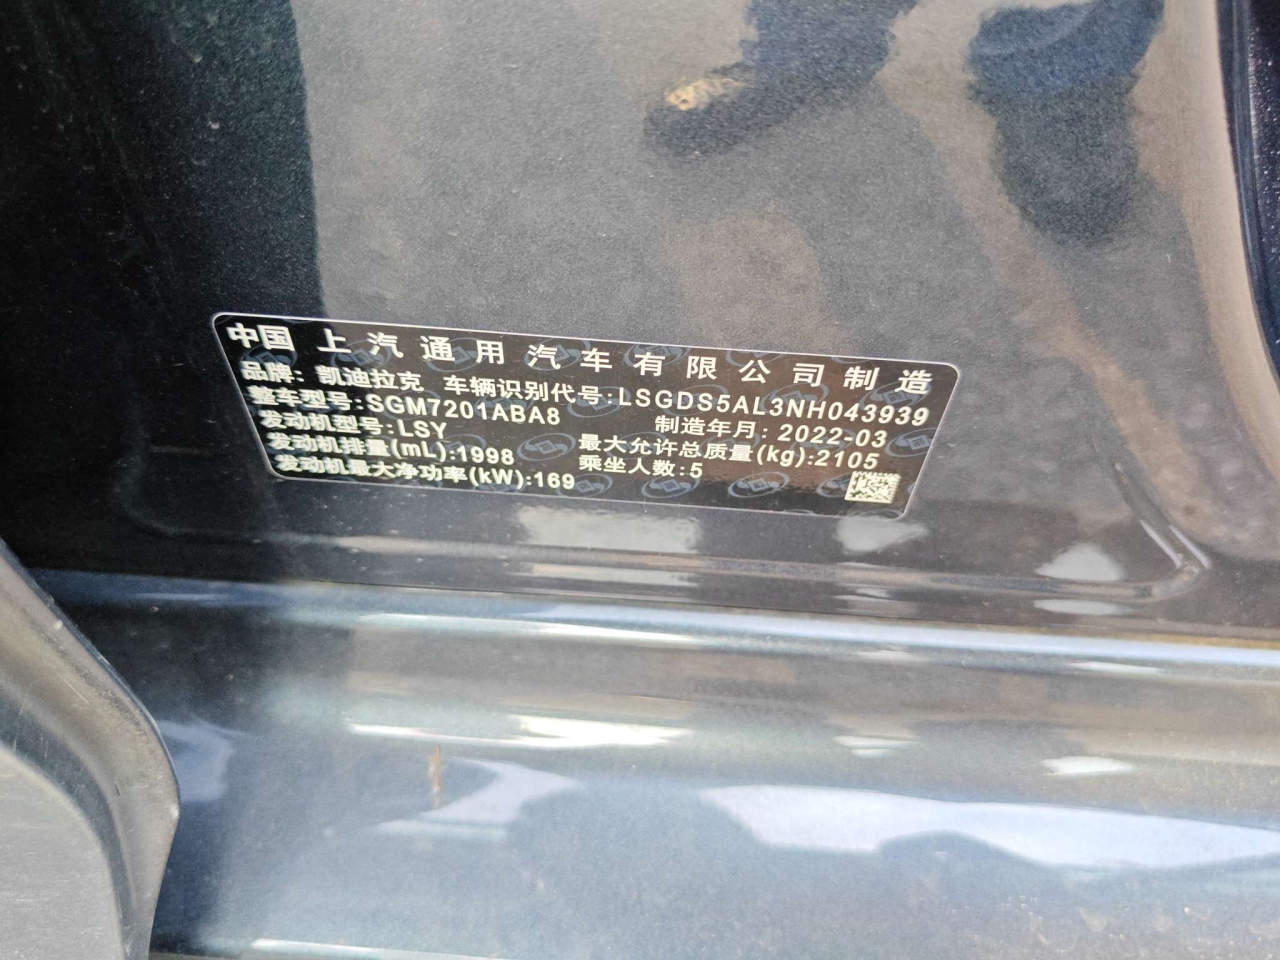 中国 上汽通用汽车有限公司制造
品牌: 凯迪拉克 车辆识别代号:LSGDS5AL3NH043939
整车型号:SGM7201ABA8 制造年月: 2022-03
发动机型号:LSY 最大允许总质量(kg):2105
发动机排量(mL):1998 乘坐人数:5
发动机最大净功率(kW):169